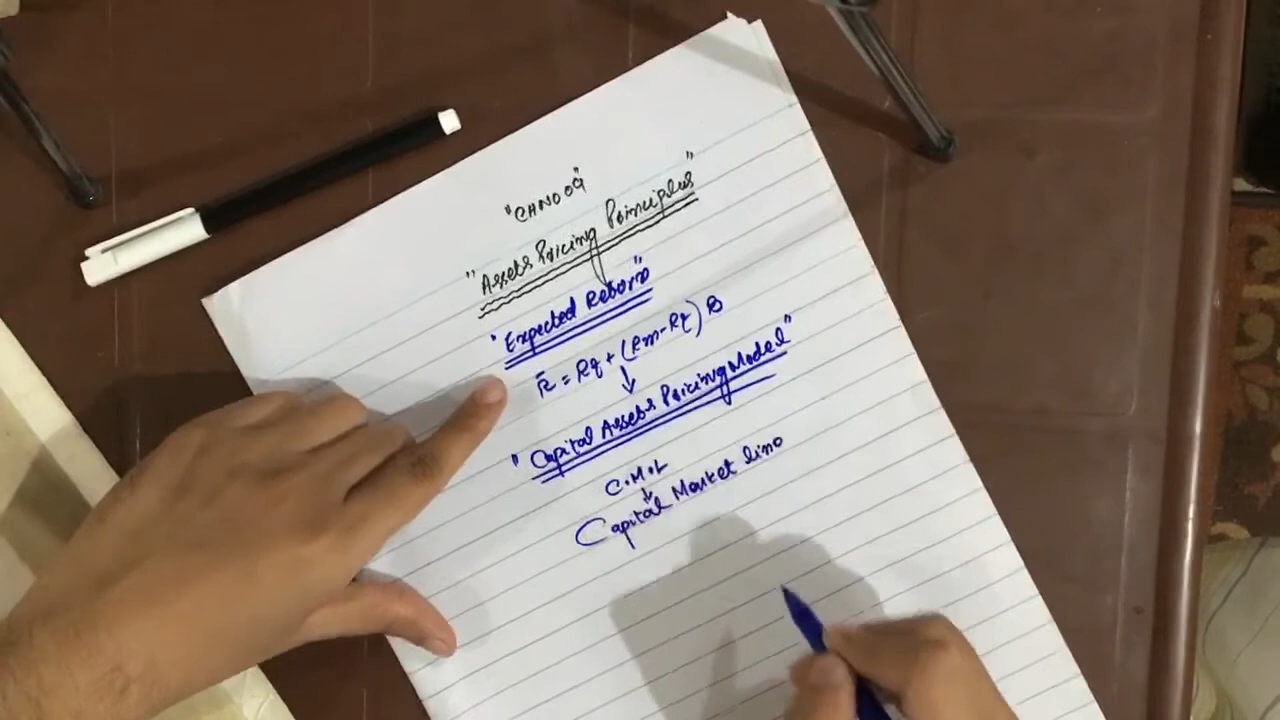 "CHNO 09"
"Assets Pricing Principles"
"Expected Return"
R̄ = Rf + (Rm-Rf) B
↓
"Capital Assets Pricing Model"
C.M.L
↓
Capital Market line